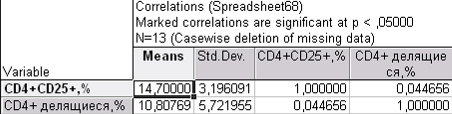 Correlations (Spreadsheet68)
Marked correlations are significant at p < ,05000
N=13 (Casewise deletion of missing data)
Variable Means Std.Dev. CD4+CD25+,% CD4+ делящие
ся,%
CD4+CD25+,% 14,70000 3,196091 1,000000 0,044656
CD4+ делящиеся,% 10,80769 5,721955 0,044656 1,000000